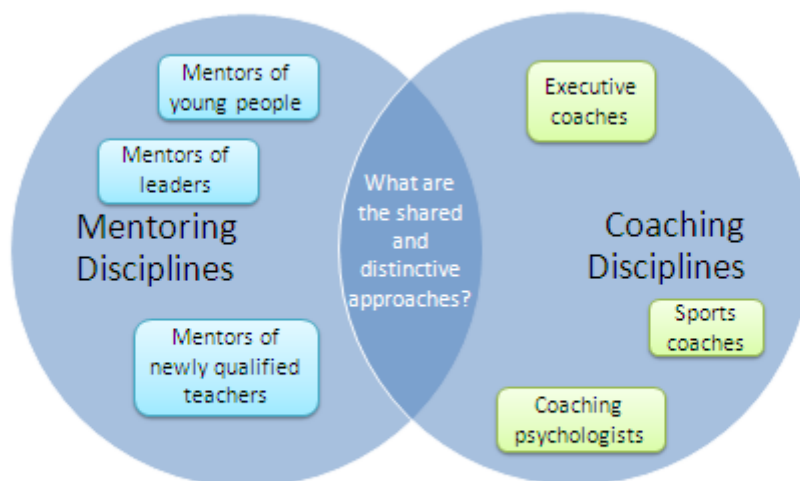 Mentors of
young people
Mentors of
leaders
Mentoring
Disciplines
Mentors of
newly qualified
teachers
What are
the shared
and
distinctive
approaches?
Executive
coaches
Coaching
Disciplines
Sports
coaches
Coaching
psychologists